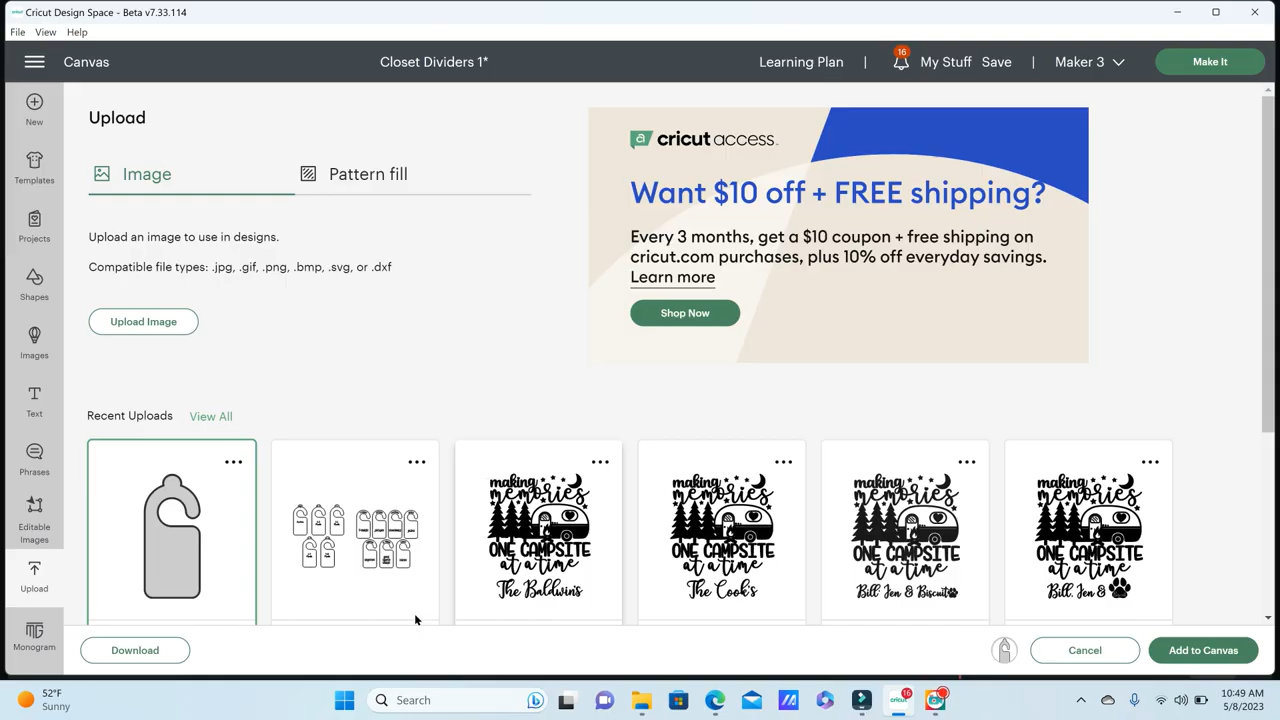 Cricut Design Space - Beta v7.33.114
File View Help
Canvas
Closet Dividers 1*
Learning Plan | 16 My Stuff Save | Maker 3
Make It
New
Templates
Projects
Shapes
Images
Text
Phrases
Editable
Images
Upload
Monogram
Upload
Image
Pattern fill
Upload an image to use in designs.
Compatible file types: .jpg, .gif, .png, .bmp, .svg, or .dxf
Upload Image
cricut access
Want $10 off + FREE shipping?
Every 3 months, get a $10 coupon + free shipping on
cricut.com purchases, plus 10% off everyday savings.
Learn more
Shop Now
Recent Uploads View All
making
memories
ONE CAMPSITE
at a time
The Baldwin's
making
memories
ONE CAMPSITE
at a time
The Cook's
making
memories
ONE CAMPSITE
at a time
Bill, Jen & Biscuit
making
memories
ONE CAMPSITE
at a time
Bill, Jen &
Download
Cancel
Add to Canvas
52°F
Sunny
Search
cricut
16
10:49 AM
5/8/2023